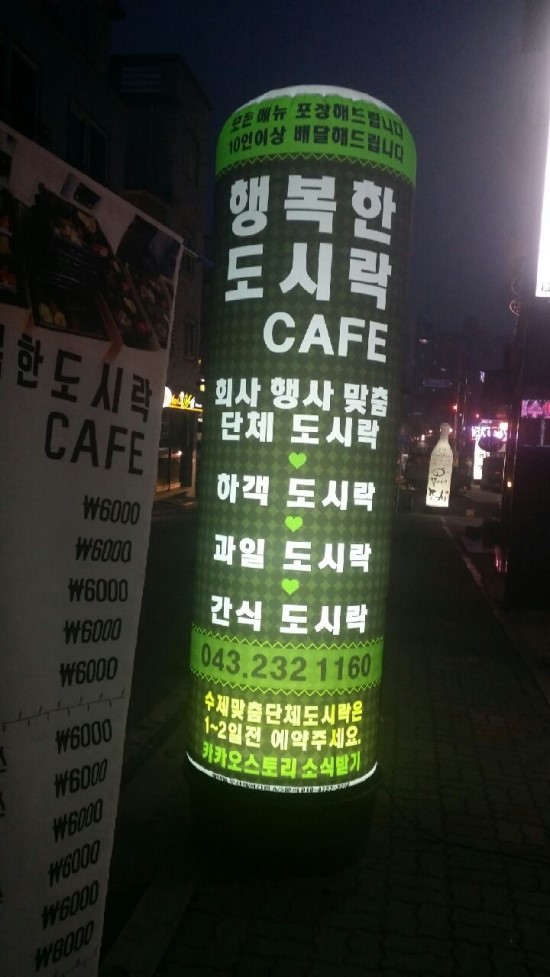 모든메뉴 포장해드립니다
10인이상 배달해드립니다
행복한
도시락
CAFE
회사 행사 맞춤
단체 도시락
하객 도시락
과일 도시락
간식 도시락
043.232 1160
수제맞춤단체도시락은
1~2일전 예약주세요.
카카오스토리 소식받기
한도시락
CAFE
₩6000
₩6000
₩6000
₩6000
₩6000
₩6000
₩6000
₩6000
₩6000
₩6000
₩8000